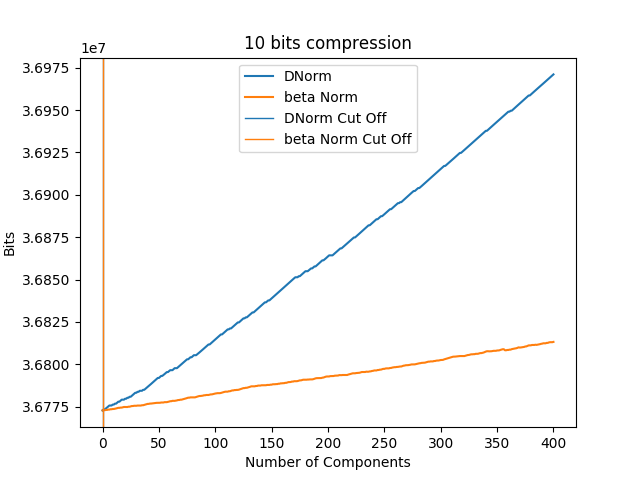 10 bits compression
1e7
DNorm
beta Norm
DNorm Cut Off
beta Norm Cut Off
3.6975
3.6950
3.6925
3.6900
3.6875
3.6850
3.6825
3.6800
3.6775
Bits
0 50 100 150 200 250 300 350 400
Number of Components